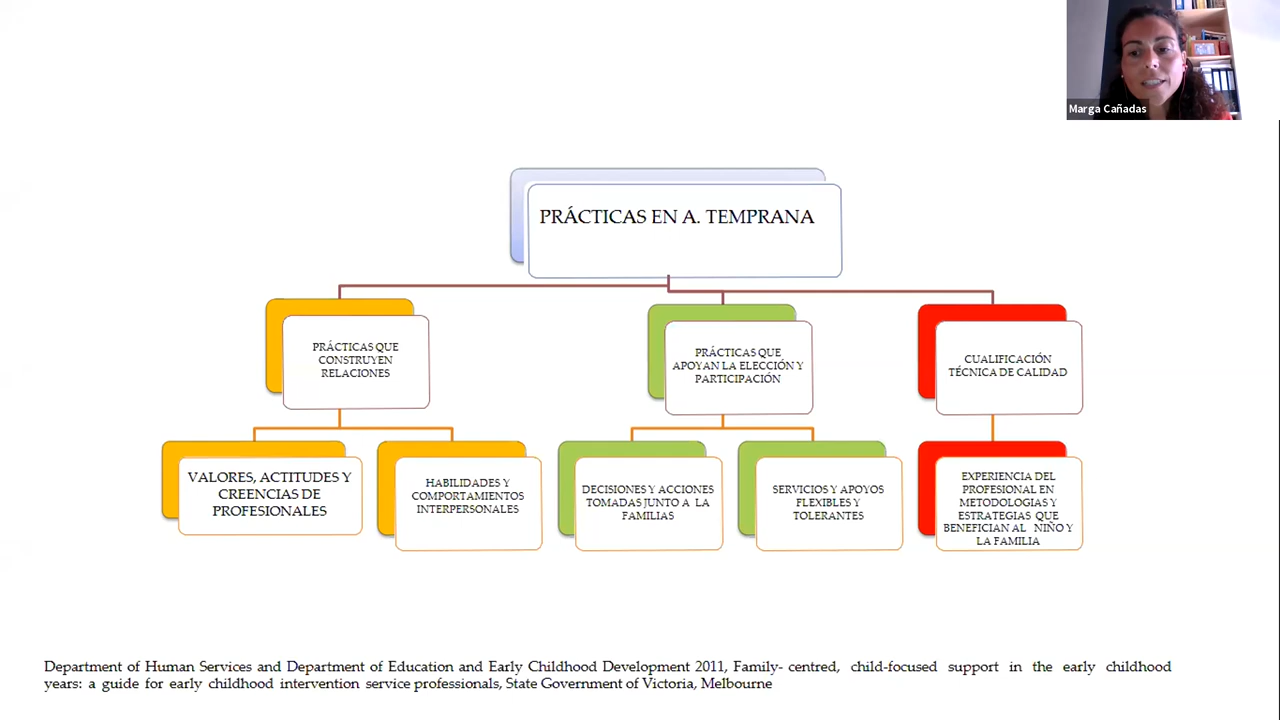 Marga Cañadas
PRÁCTICAS EN A. TEMPRANA
PRÁCTICAS QUE
CONSTRUYEN
RELACIONES
PRÁCTICAS QUE
APOYAN LA ELECCIÓN Y
PARTICIPACIÓN
CUALIFICACIÓN
TÉCNICA DE CALIDAD
VALORES, ACTITUDES Y
CREENCIAS DE
PROFESIONALES
HABILIDADES Y
COMPORTAMIENTOS
INTERPERSONALES
DECISIONES Y ACCIONES
TOMADAS JUNTO A LA
FAMILIAS
SERVICIOS Y APOYOS
FLEXIBLES Y
TOLERANTES
EXPERIENCIA DEL
PROFESIONAL EN
METODOLOGIAS Y
ESTRATEGIAS QUE
BENEFICIAN AL NIÑO Y
LA FAMILIA
Department of Human Services and Department of Education and Early Childhood Development 2011, Family- centred, child-focused support in the early childhood
years: a guide for early childhood intervention service professionals, State Government of Victoria, Melbourne